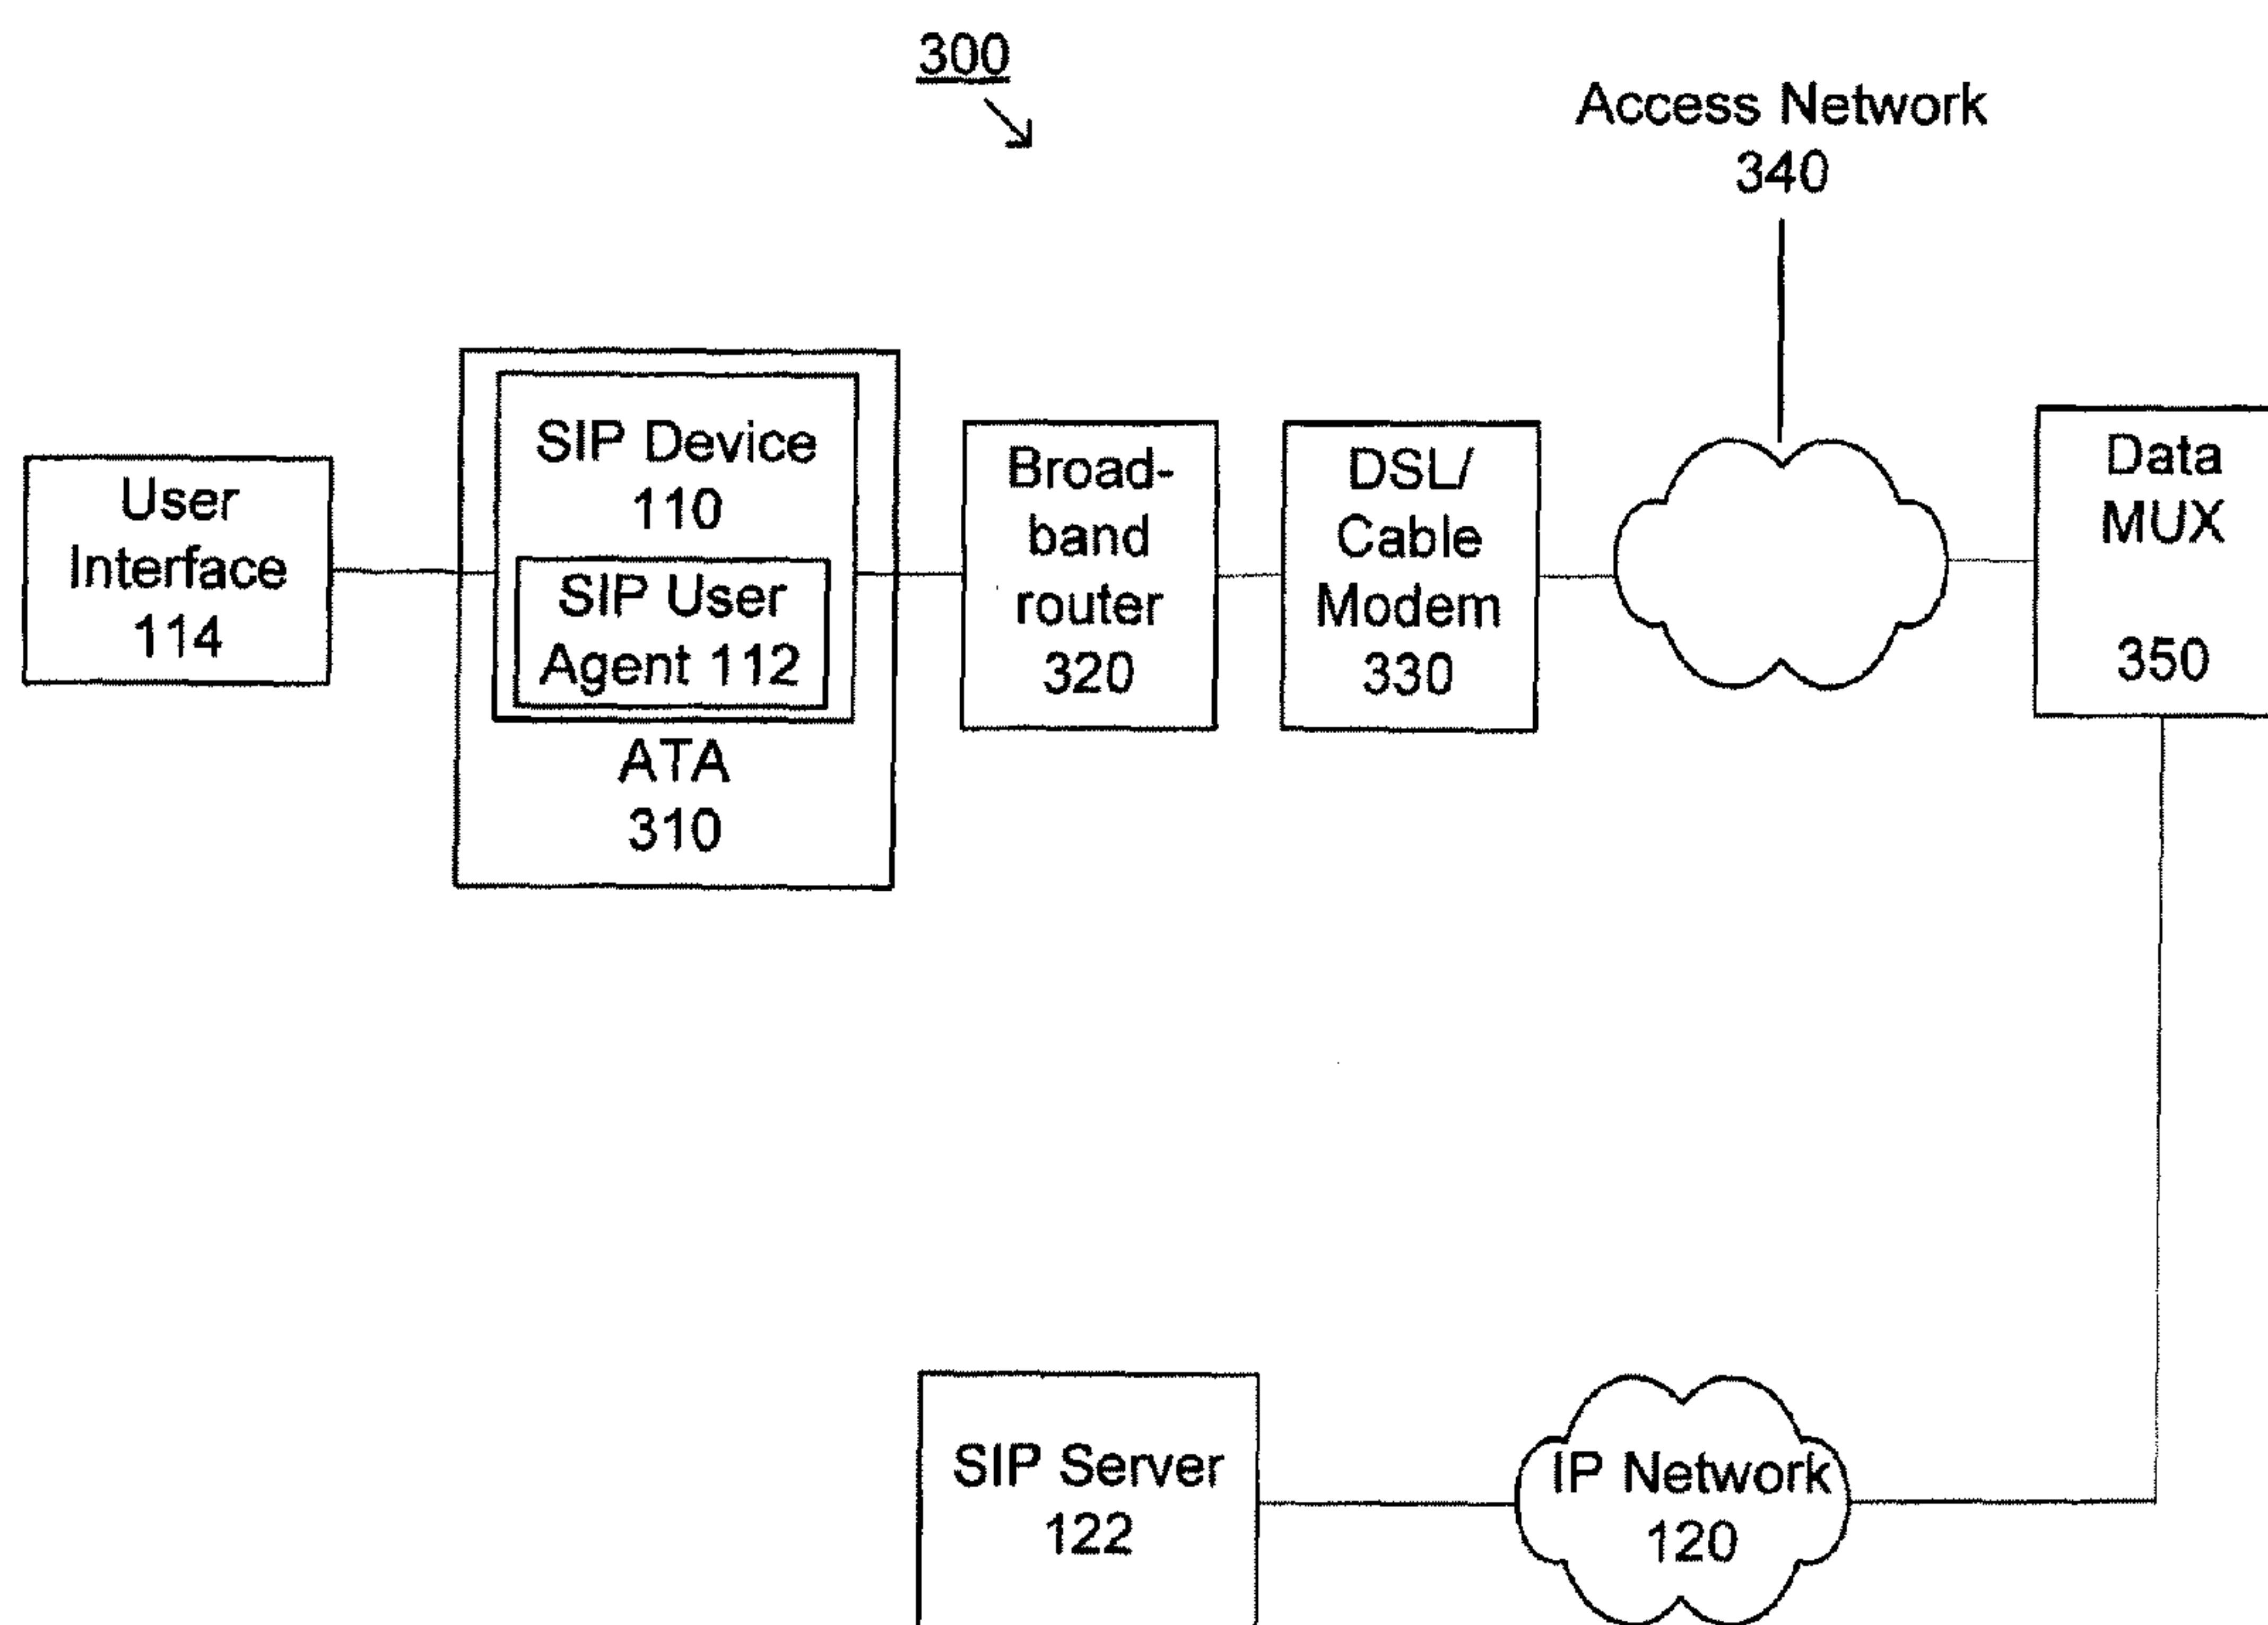 300
Access Network
340
User
Interface
114
SIP Device
110
SIP User
Agent 112
ATA
310
Broad-
band
router
320
DSL/
Cable
Modem
330
Data
MUX
350
SIP Server
122
IP Network
120